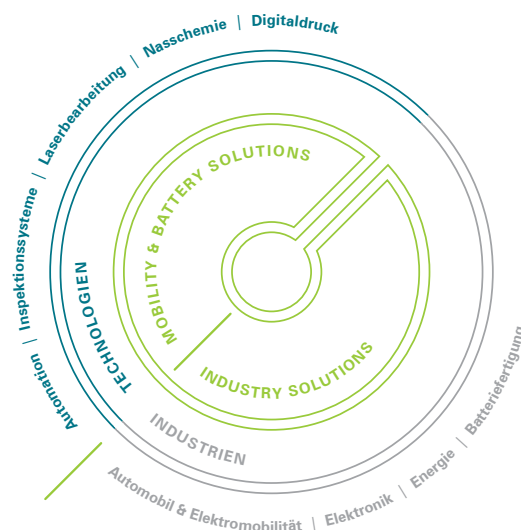 Automation | Inspektionssysteme | Laserbearbeitung | Nasschemie | Digitaldruck
TECHNOLOGIEN
MOBILITY & BATTERY SOLUTIONS
INDUSTRY SOLUTIONS
INDUSTRIEN
Automobil & Elektromobilität | Elektronik | Energie | Batteriefertigung